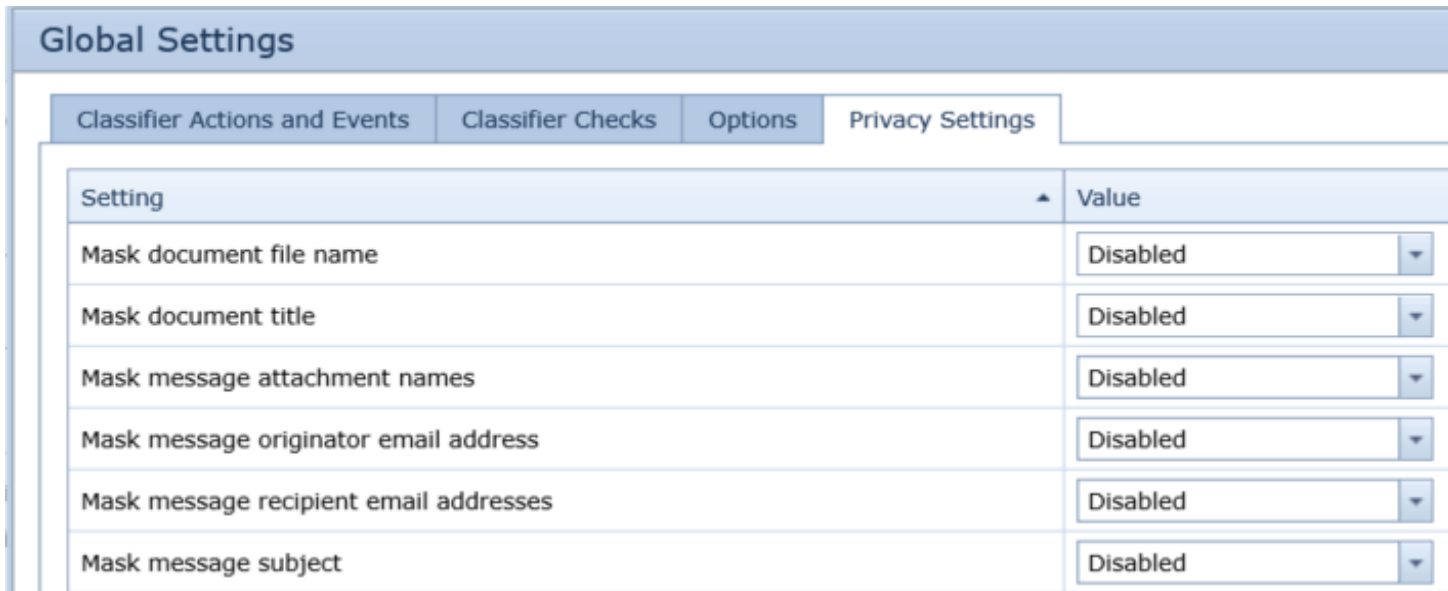 Global Settings
Classifier Actions and Events Classifier Checks Options Privacy Settings
Setting Value
Mask document file name Disabled
Mask document title Disabled
Mask message attachment names Disabled
Mask message originator email address Disabled
Mask message recipient email addresses Disabled
Mask message subject Disabled